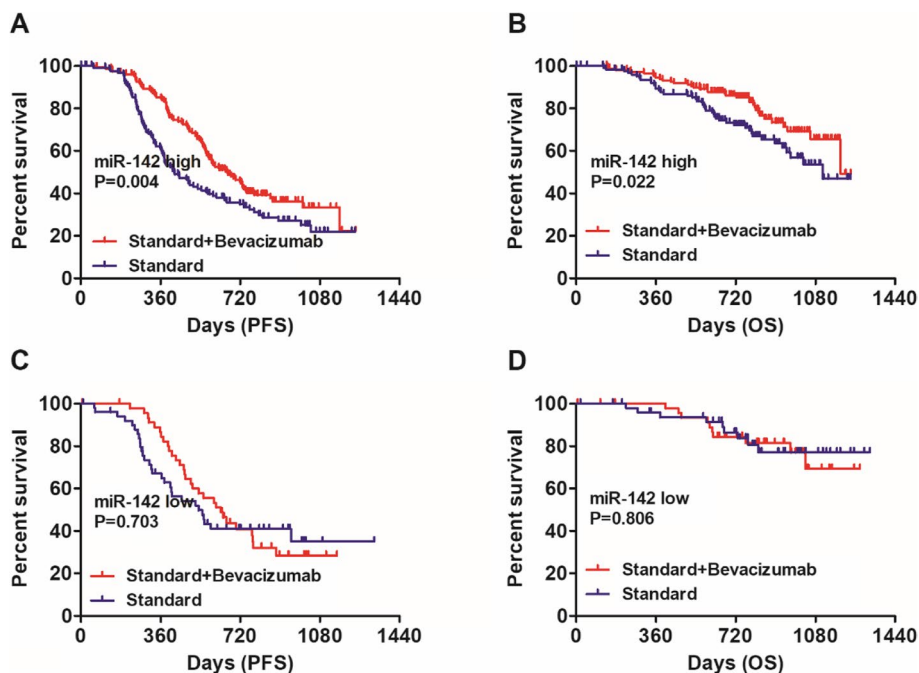 A
Percent survival
100
80
60
40
20
0
miR-142 high
P=0.004
Standard+Bevacizumab
Standard
0 360 720 1080 1440
Days (PFS)
B
Percent survival
100
80
60
40
20
0
miR-142 high
P=0.022
Standard+Bevacizumab
Standard
0 360 720 1080 1440
Days (OS)
C
Percent survival
100
80
60
40
20
0
miR-142 low
P=0.703
Standard+Bevacizumab
Standard
0 360 720 1080 1440
Days (PFS)
D
Percent survival
100
80
60
40
20
0
miR-142 low
P=0.806
Standard+Bevacizumab
Standard
0 360 720 1080 1440
Days (OS)